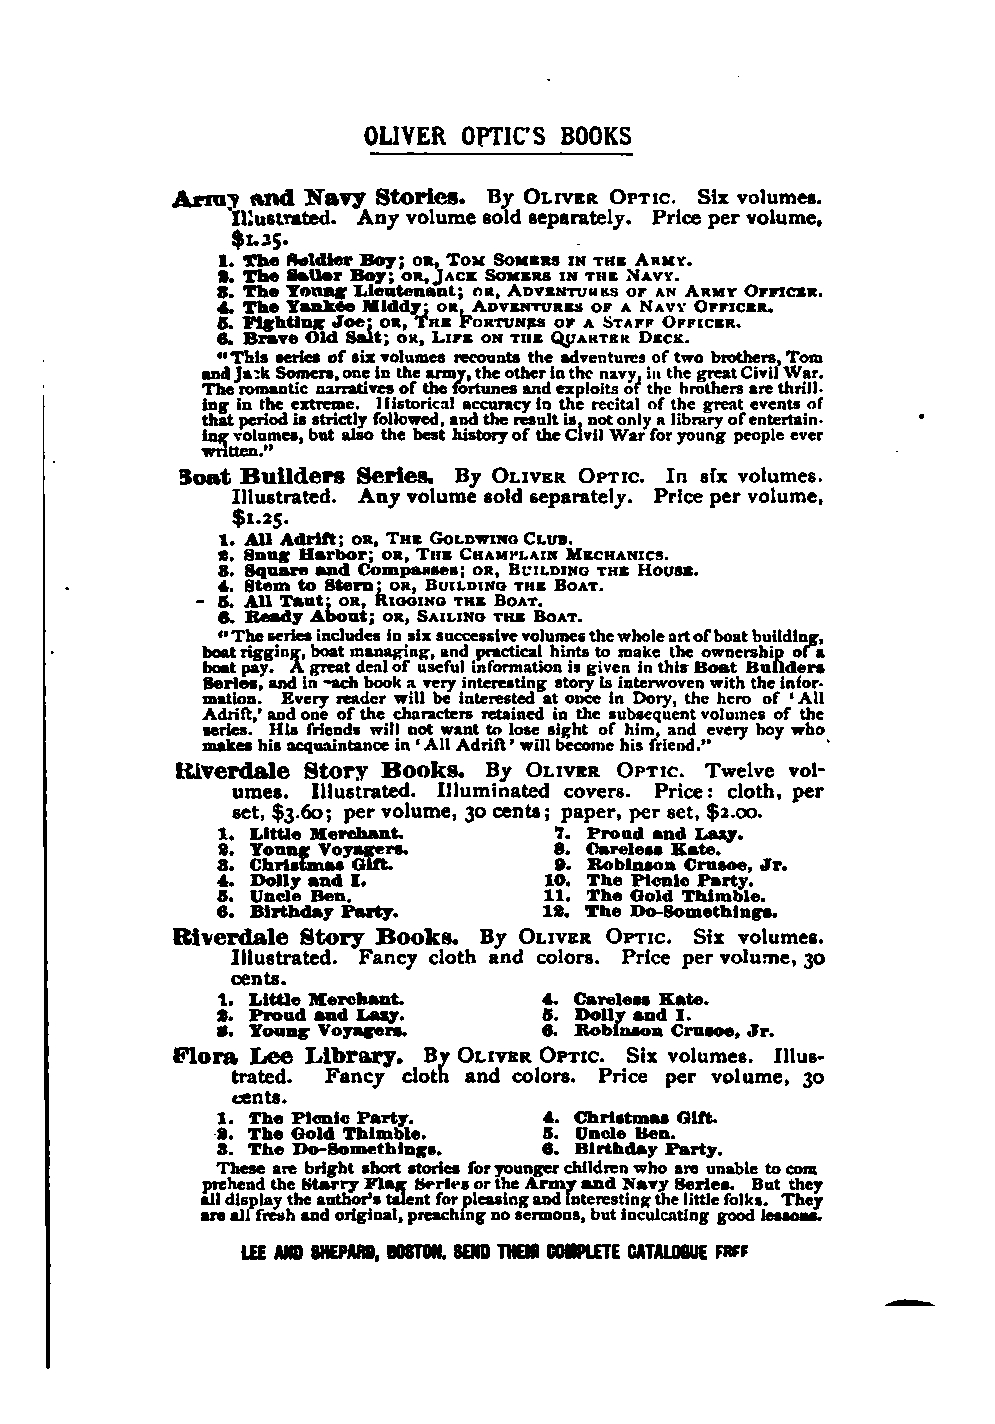 OLIVER OPTIC'S BOOKS
Army and Navy Stories. By OLIVER OPTIC. Six volumes.
Illustrated. Any volume sold separately. Price per volume,
$1.25.
1. The Soldier Boy; OR, TOM SOMERS IN THE ARMY.
2. The Sailor Boy; OR, JACK SOMERS IN THE NAVY.
3. The Young Lieutenant; OR, ADVENTURES OF AN ARMY OFFICER.
4. The Yankee Middy; OR, ADVENTURES OF A NAVY OFFICER.
5. Fighting Joe; OR, THE FORTUNES OF A STAFF OFFICER.
6. Brave Old Salt; OR, LIFE ON THE QUARTER DECK.
"This series of six volumes recounts the adventures of two brothers, Tom
and Jack Somers, one in the army, the other in the navy, in the great Civil War.
The romantic narratives of the fortunes and exploits of the brothers are thrill-
ing in the extreme. Historical accuracy in the recital of the great events of
that period is strictly followed, and the result is, not only a library of entertain-
ing volumes, but also the best history of the Civil War for young people ever
written."
Boat Builders Series. By OLIVER OPTIC. In six volumes.
Illustrated. Any volume sold separately. Price per volume,
$1.25.
1. All Adrift; OR, THE GOLDWING CLUB.
2. Snug Harbor; OR, THE CHAMPLAIN MECHANICS.
3. Square and Compasses; OR, BUILDING THE HOUSE.
4. Stem to Stern; OR, BUILDING THE BOAT.
5. All Taut; OR, RIGGING THE BOAT.
6. Ready About; OR, SAILING THE BOAT.
"The series includes in six successive volumes the whole art of boat building,
boat rigging, boat managing, and practical hints to make the ownership of a
boat pay. A great deal of useful information is given in this Boat Builders
Series, and in each book a very interesting story is interwoven with the infor-
mation. Every reader will be interested at once in Dory, the hero of 'All
Adrift,' and one of the characters retained in the subsequent volumes of the
series. His friends will not want to lose sight of him, and every boy who
makes his acquaintance in 'All Adrift' will become his friend."
Riverdale Story Books. By OLIVER OPTIC. Twelve vol-
umes. Illustrated. Illuminated covers. Price: cloth, per
set, $3.60; per volume, 30 cents; paper, per set, $2.00.
1. Little Merchant.
2. Young Voyagers.
3. Christmas Gift.
4. Dolly and I.
5. Uncle Ben.
6. Birthday Party.
7. Proud and Lazy.
8. Careless Kate.
9. Robinson Crusoe, Jr.
10. The Picnic Party.
11. The Gold Thimble.
12. The Do-Somethings.
Riverdale Story Books. By OLIVER OPTIC. Six volumes.
Illustrated. Fancy cloth and colors. Price per volume, 30
cents.
1. Little Merchant.
2. Proud and Lazy.
3. Young Voyagers.
4. Careless Kate.
5. Dolly and I.
6. Robinson Crusoe, Jr.
Flora Lee Library. By OLIVER OPTIC. Six volumes. Illus-
trated. Fancy cloth and colors. Price per volume, 30
cents.
1. The Picnic Party.
2. The Gold Thimble.
3. The Do-Somethings.
4. Christmas Gift.
5. Uncle Ben.
6. Birthday Party.
These are bright short stories for younger children who are unable to com
prehend the Starry Flag Series or the Army and Navy Series. But they
all display the author's talent for pleasing and interesting the little folks. They
are all fresh and original, preaching no sermons, but inculcating good lessons.
LEE AND SHEPARD, BOSTON, SEND THEIR COMPLETE CATALOGUE FREE